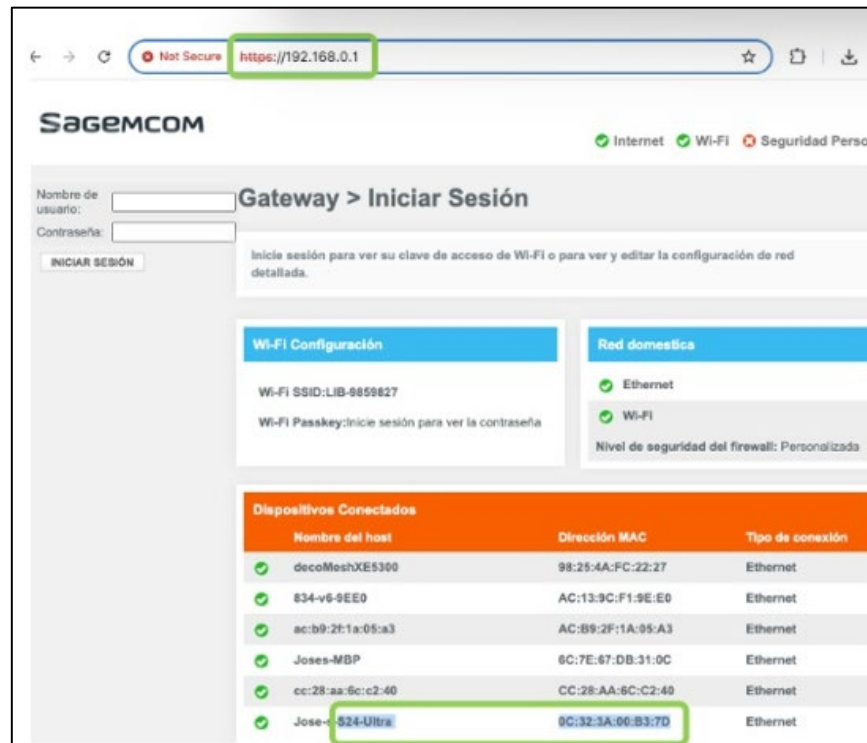 Not Secure https://192.168.0.1
SAGEMCOM
Internet Wi-Fi Seguridad Perso
Nombre de usuario:
Contraseña:
INICIAR SESIÓN
Gateway > Iniciar Sesión
Inicie sesión para ver su clave de acceso de Wi-Fi o para ver y editar la configuración de red
detallada.
Wi-Fi Configuración
Wi-Fi SSID:LIB-9859827
Wi-Fi Passkey:Inicie sesión para ver la contraseña
Red domestica
Ethernet
Wi-Fi
Nivel de seguridad del firewall: Personalizada
Dispositivos Conectados
Nombre del host Dirección MAC Tipo de conexión
decoMeshXE5300 98:25:4A:FC:22:27 Ethernet
834-v6-9EE0 AC:13:9C:F1:9E:E0 Ethernet
ac:b9:2f:1a:05:a3 AC:B9:2F:1A:05:A3 Ethernet
Joses-MBP 6C:7E:67:DB:31:0C Ethernet
cc:28:aa:6c:c2:40 CC:28:AA:6C:C2:40 Ethernet
Jose-s-S24-Ultra 0C:32:3A:00:B3:7D Ethernet